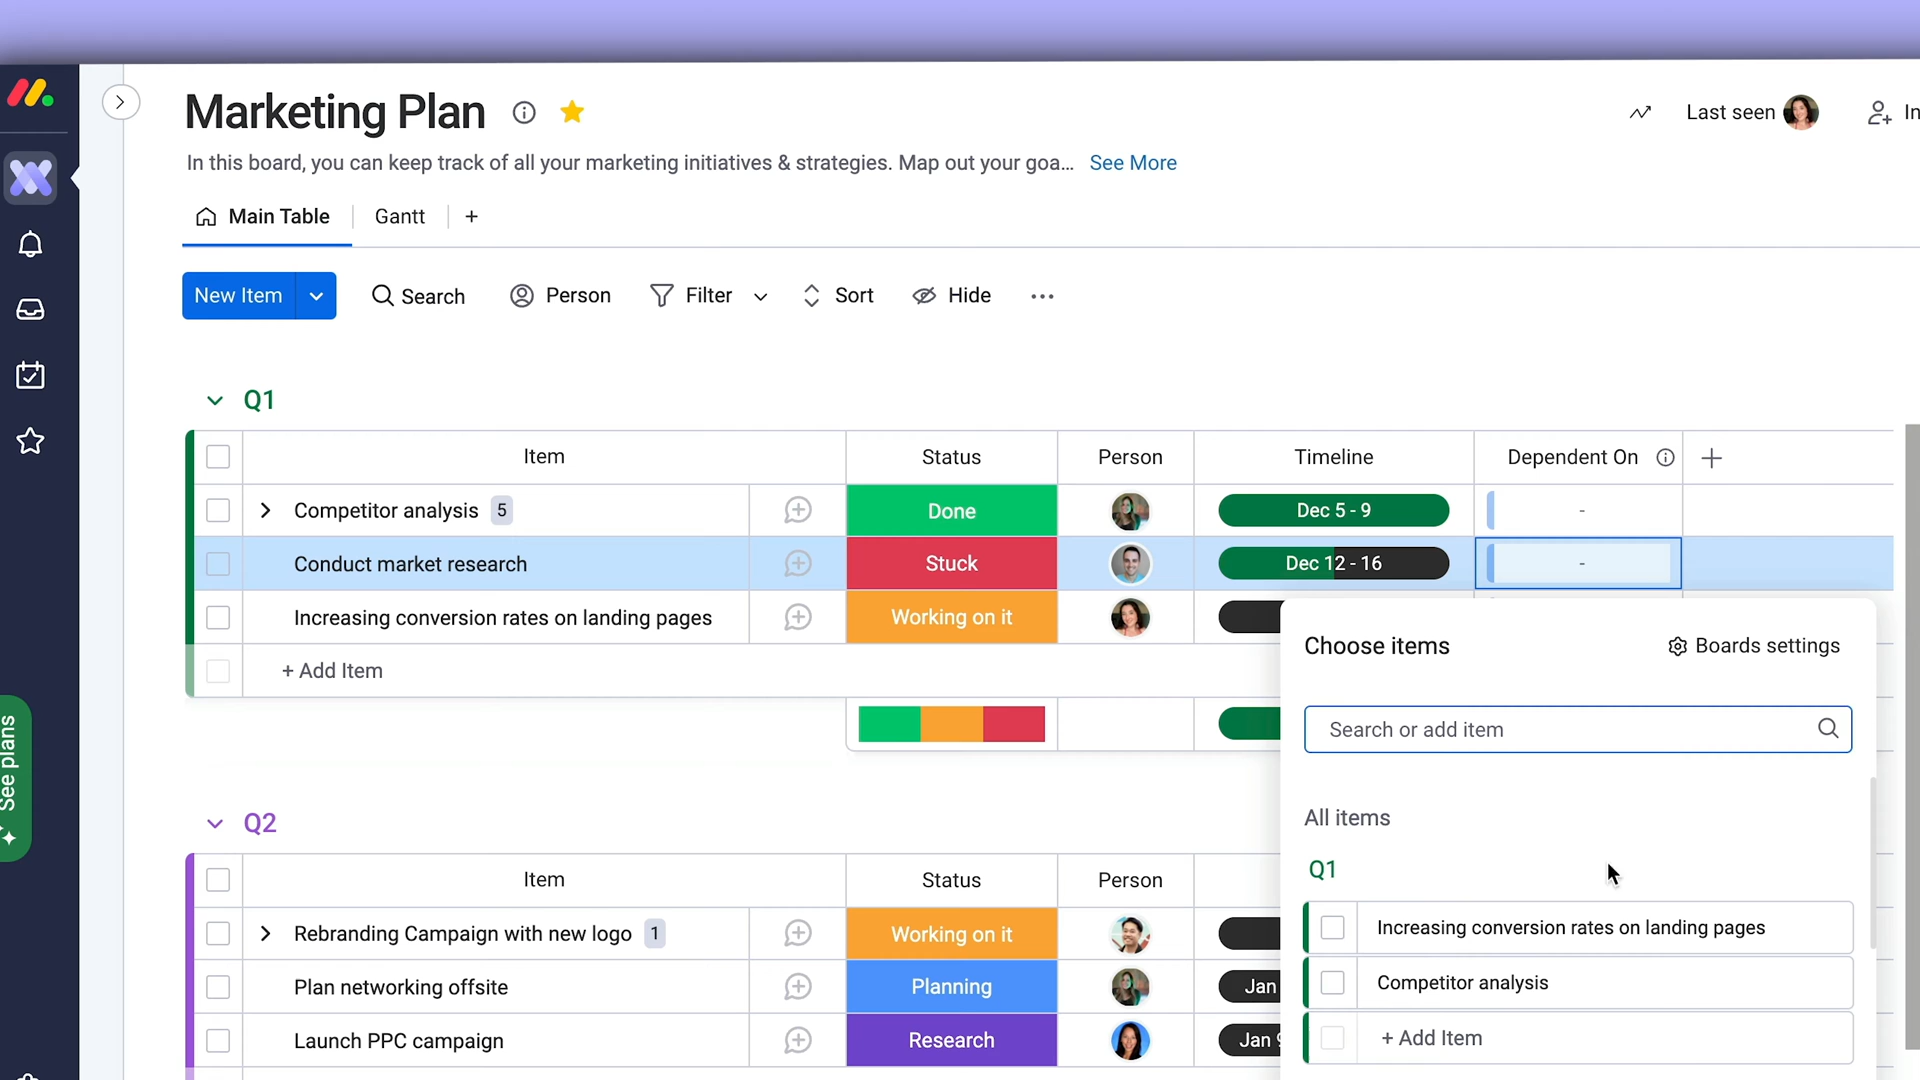 Marketing Plan
Last seen
In
In this board, you can keep track of all your marketing initiatives & strategies. Map out your goa... See More
Main Table
Gantt
+
New Item
Search
Person
Filter
Sort
Hide
Q1
Item
Status
Person
Timeline
Dependent On
Competitor analysis 5
Done
Dec 5 - 9
-
Conduct market research
Stuck
Dec 12 - 16
-
Increasing conversion rates on landing pages
Working on it
+ Add Item
See plans
Q2
Item
Status
Person
Rebranding Campaign with new logo 1
Working on it
Plan networking offsite
Planning
Jan
Launch PPC campaign
Research
Jan 9
Choose items
Boards settings
Search or add item
All items
Q1
Increasing conversion rates on landing pages
Competitor analysis
+ Add Item